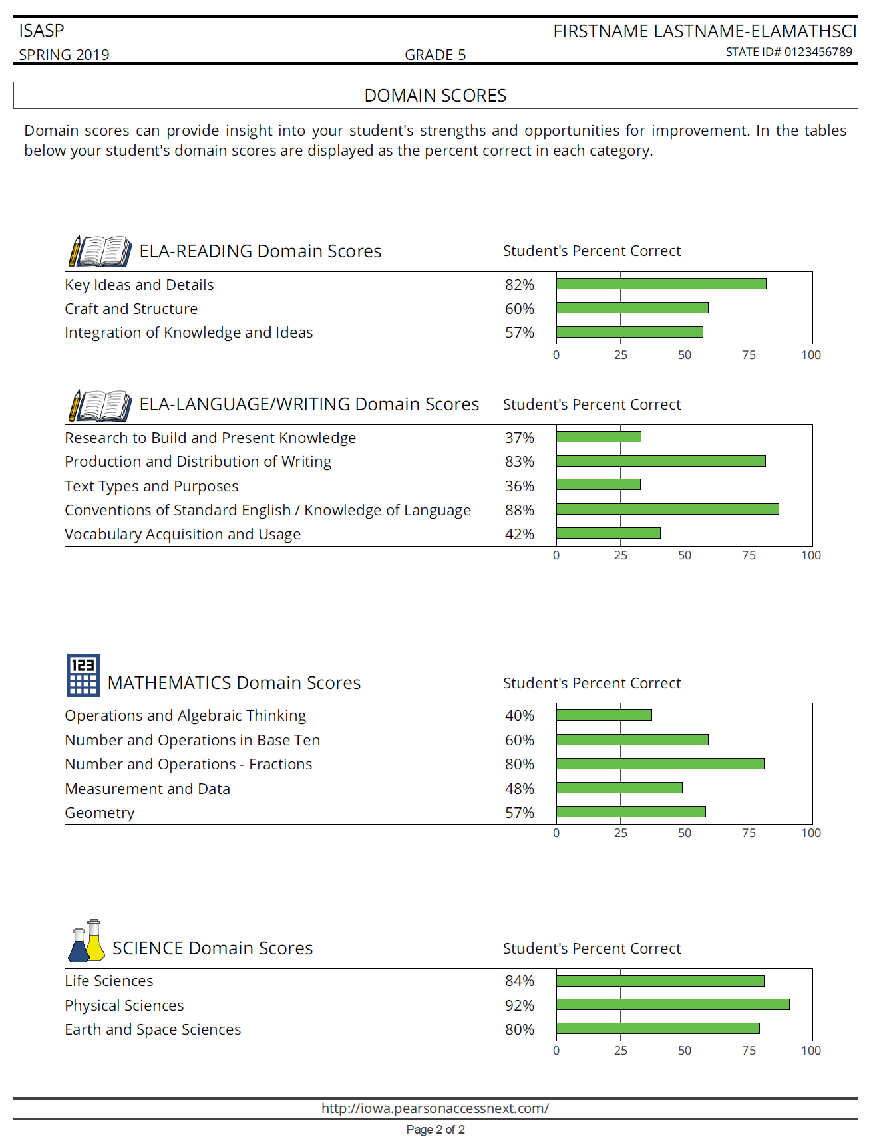 ISASP
FIRSTNAME LASTNAME-ELAMATHSCI
SPRING 2019 GRADE 5 STATE ID# 0123456789
DOMAIN SCORES
Domain scores can provide insight into your student's strengths and opportunities for improvement. In the tables
below your student's domain scores are displayed as the percent correct in each category.
ELA-READING Domain Scores Student's Percent Correct
Key Ideas and Details 82%
Craft and Structure 60%
Integration of Knowledge and Ideas 57%
0 25 50 75 100
ELA-LANGUAGE/WRITING Domain Scores Student's Percent Correct
Research to Build and Present Knowledge 37%
Production and Distribution of Writing 83%
Text Types and Purposes 36%
Conventions of Standard English / Knowledge of Language 88%
Vocabulary Acquisition and Usage 42%
0 25 50 75 100
123
MATHEMATICS Domain Scores Student's Percent Correct
Operations and Algebraic Thinking 40%
Number and Operations in Base Ten 60%
Number and Operations - Fractions 80%
Measurement and Data 48%
Geometry 57%
0 25 50 75 100
SCIENCE Domain Scores Student's Percent Correct
Life Sciences 84%
Physical Sciences 92%
Earth and Space Sciences 80%
0 25 50 75 100
http://iowa.pearsonaccessnext.com/
Page 2 of 2